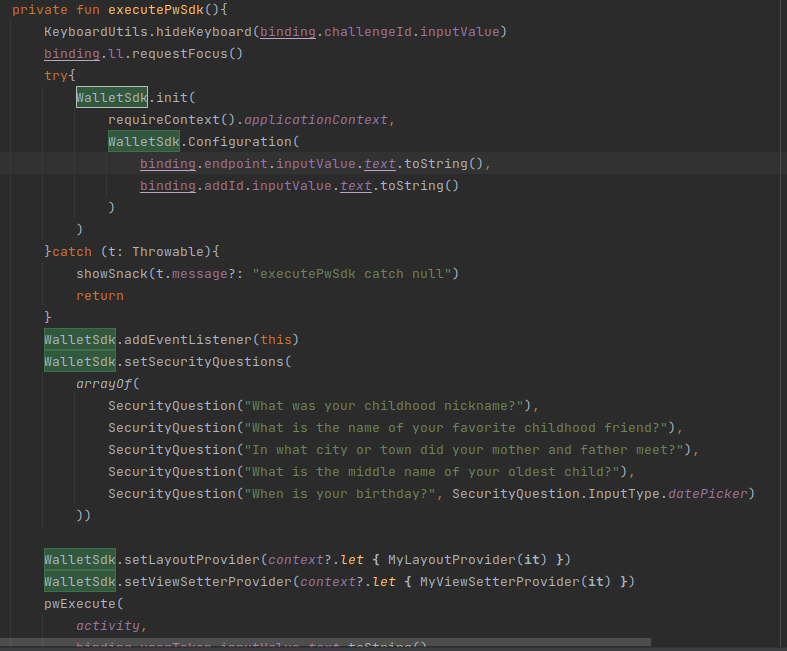 private fun executePwSdk(){
KeyboardUtils.hideKeyboard(binding.challengeId.inputValue)
binding.ll.requestFocus()
try{
WalletSdk.init(
requireContext().applicationContext,
WalletSdk.Configuration(
binding.endpoint.inputValue.text.toString(),
binding.addId.inputValue.text.toString()
)
)
}catch (t: Throwable){
showSnack(t.message?: "executePwSdk catch null")
return
}
WalletSdk.addEventListener(this)
WalletSdk.setSecurityQuestions(
arrayOf(
SecurityQuestion("What was your childhood nickname?"),
SecurityQuestion("What is the name of your favorite childhood friend?"),
SecurityQuestion("In what city or town did your mother and father meet?"),
SecurityQuestion("What is the middle name of your oldest child?"),
SecurityQuestion("When is your birthday?", SecurityQuestion.InputType.datePicker)
))
WalletSdk.setLayoutProvider(context?.let { MyLayoutProvider(it) })
WalletSdk.setViewSetterProvider(context?.let { MyViewSetterProvider(it) })
pwExecute(
activity,
binding.userToken.inputValue.text.toString()